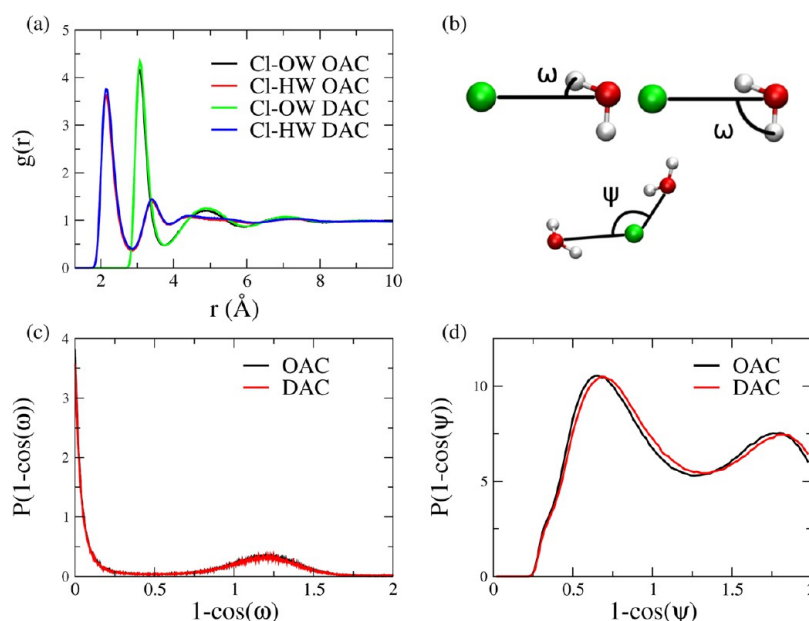 (a)
5
4
3
2
1
0
g(r)
Cl-OW OAC
Cl-HW OAC
Cl-OW DAC
Cl-HW DAC
2 4 6 8 10
r (Å)
(b)
ω
ω
ψ
(c)
4
3
2
1
0
P(1-cos(ω))
OAC
DAC
0 0.5 1 1.5 2
1-cos(ω)
(d)
10
5
0
P(1-cos(ψ))
OAC
DAC
0 0.5 1 1.5 2
1-cos(ψ)